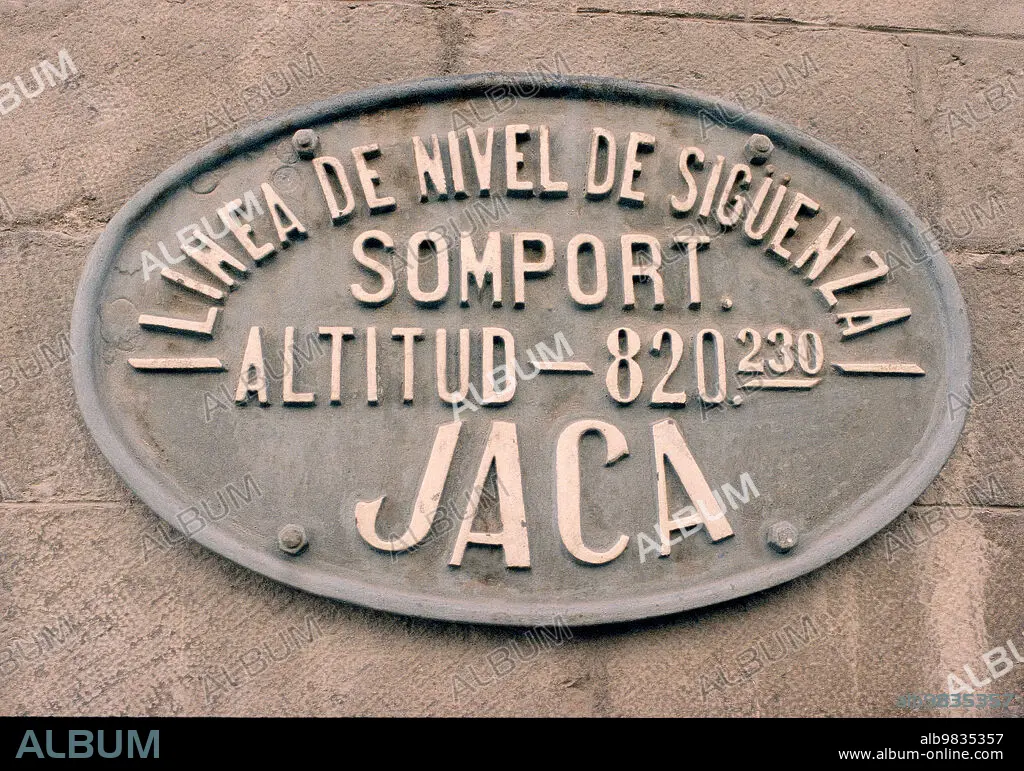 LINEA DE NIVEL DE SIGÜENZA
SOMPORT.
ALTITUD — 820.230
JACA
ALBUM
alb9835357
www.album-online.com